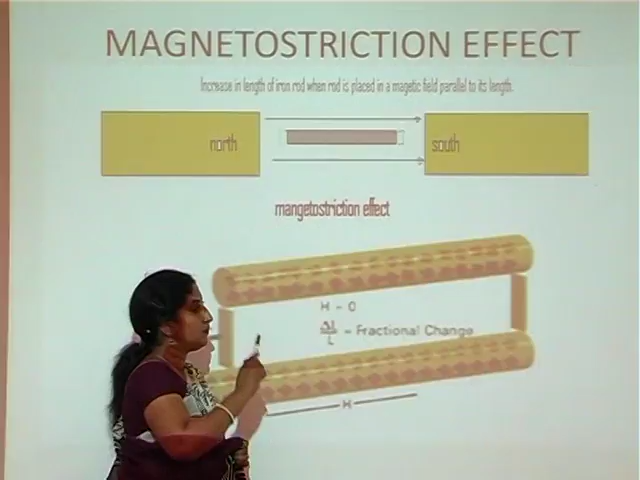 MAGNETOSTRICTION EFFECT
Increase in length of iron rod when rod is placed in a magetic field parallel to its length.
north
south
mangetostriction effect
H - 0
Δl/L - Fractional Change
H